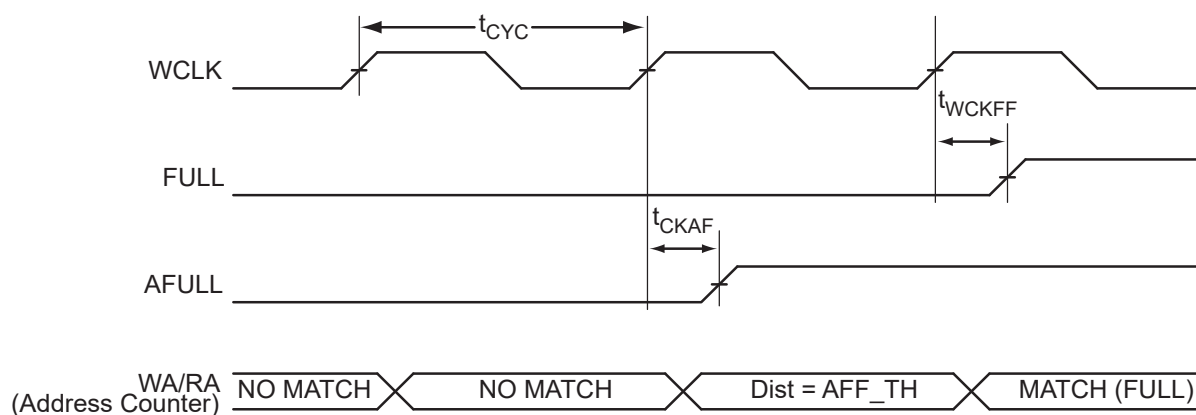 tCYC
WCLK
tWCKFF
FULL
tCKAF
AFULL
WA/RA
(Address Counter)
NO MATCH
NO MATCH
Dist = AFF_TH
MATCH (FULL)